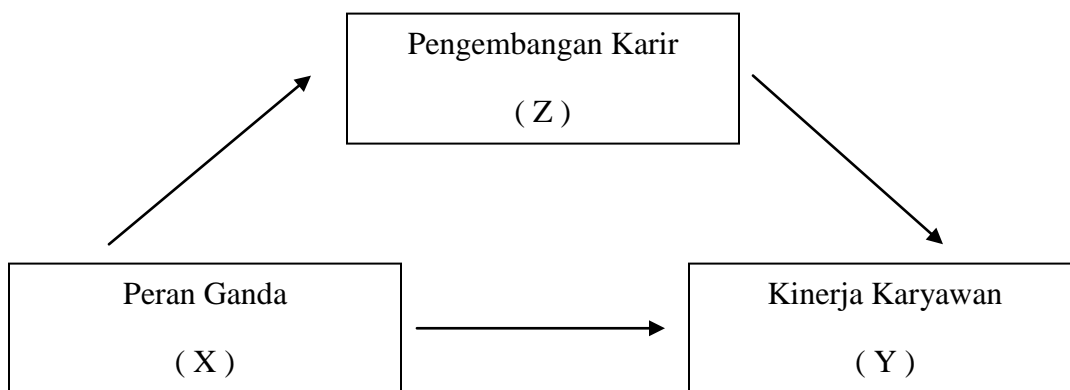 Pengembangan Karir
( Z )
Peran Ganda
( X )
Kinerja Karyawan
( Y )